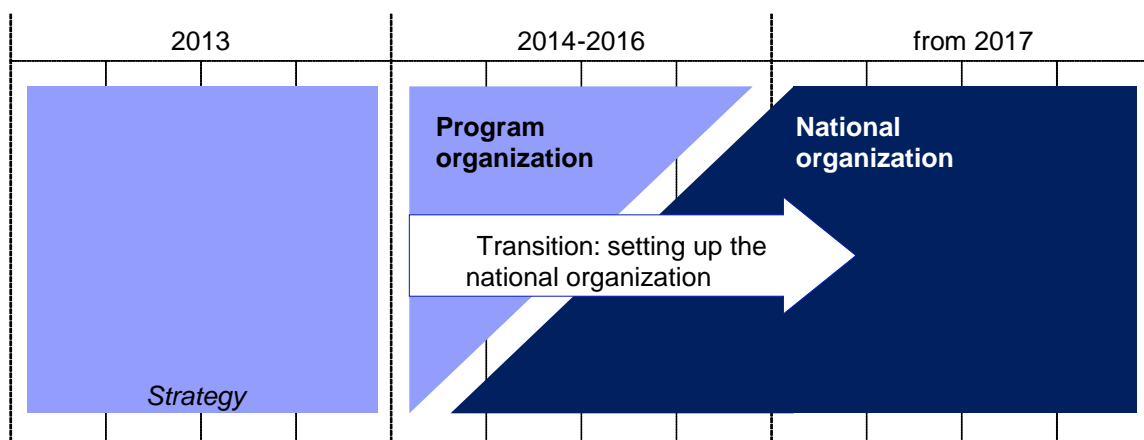 2013
2014-2016
from 2017
Program
organization
National
organization
Transition: setting up the
national organization
Strategy